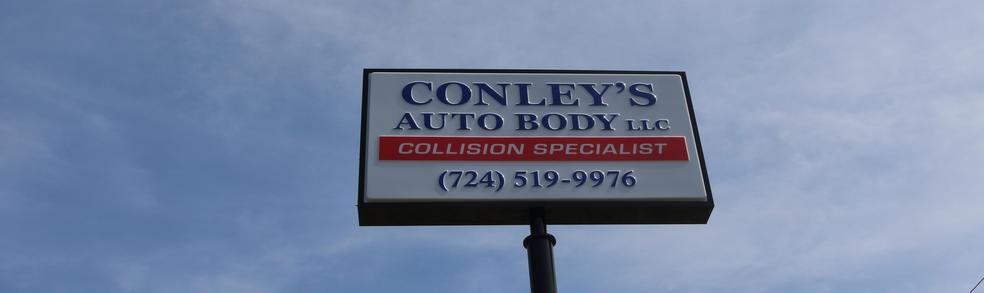 CONLEY'S
AUTO BODY LLC
COLLISION SPECIALIST
(724) 519-9976